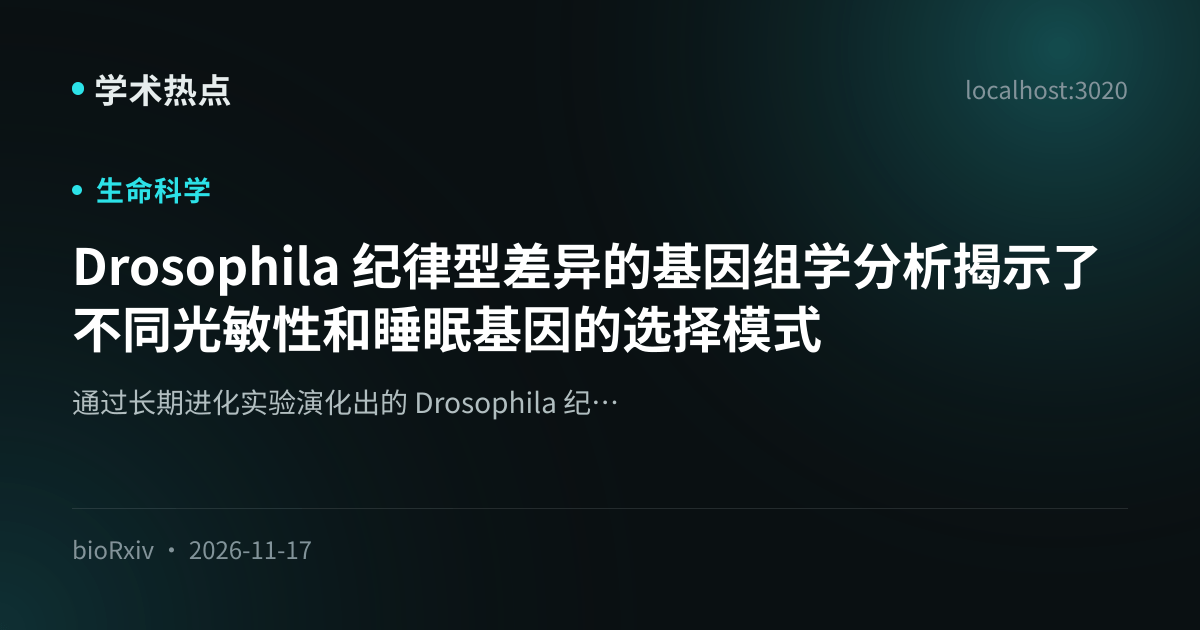 学术热点
localhost:3020
生命科学
Drosophila 纪律型差异的基因组学分析揭示了
不同光敏性和睡眠基因的选择模式
通过长期进化实验演化出的 Drosophila 纪…
bioRxiv · 2026-11-17